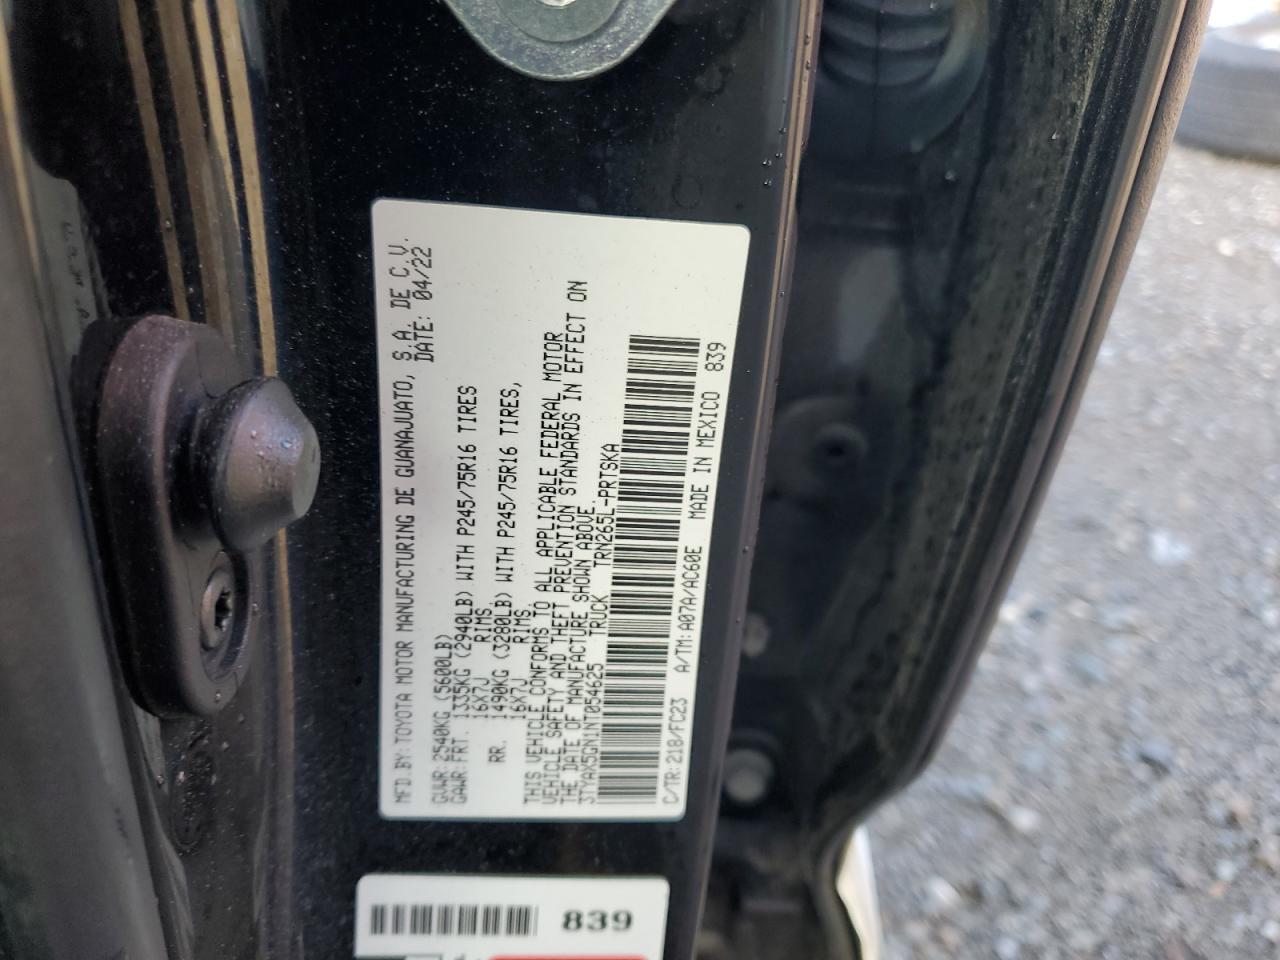 MFD.BY:TOYOTA MOTOR MANUFACTURING DE GUANAJUATO, S.A. DE C.V.
DATE: 04/22
GVWR:2540KG (5600LB)
GAWR:FRT. 1335KG (2940LB) WITH P245/75R16 TIRES
16X7J RIMS
RR. 1490KG (3280LB) WITH P245/75R16 TIRES,
16X7J RIMS,
THIS VEHICLE CONFORMS TO ALL APPLICABLE FEDERAL MOTOR
VEHICLE SAFETY AND THEFT PREVENTION STANDARDS IN EFFECT ON
THE DATE OF MANUFACTURE SHOWN ABOVE.
3TYAX5GN1NT054625 TRUCK TRN265L-PRTSKA
C/TR:218/FC23 A/TM:A07A/AC60E MADE IN MEXICO 839
839